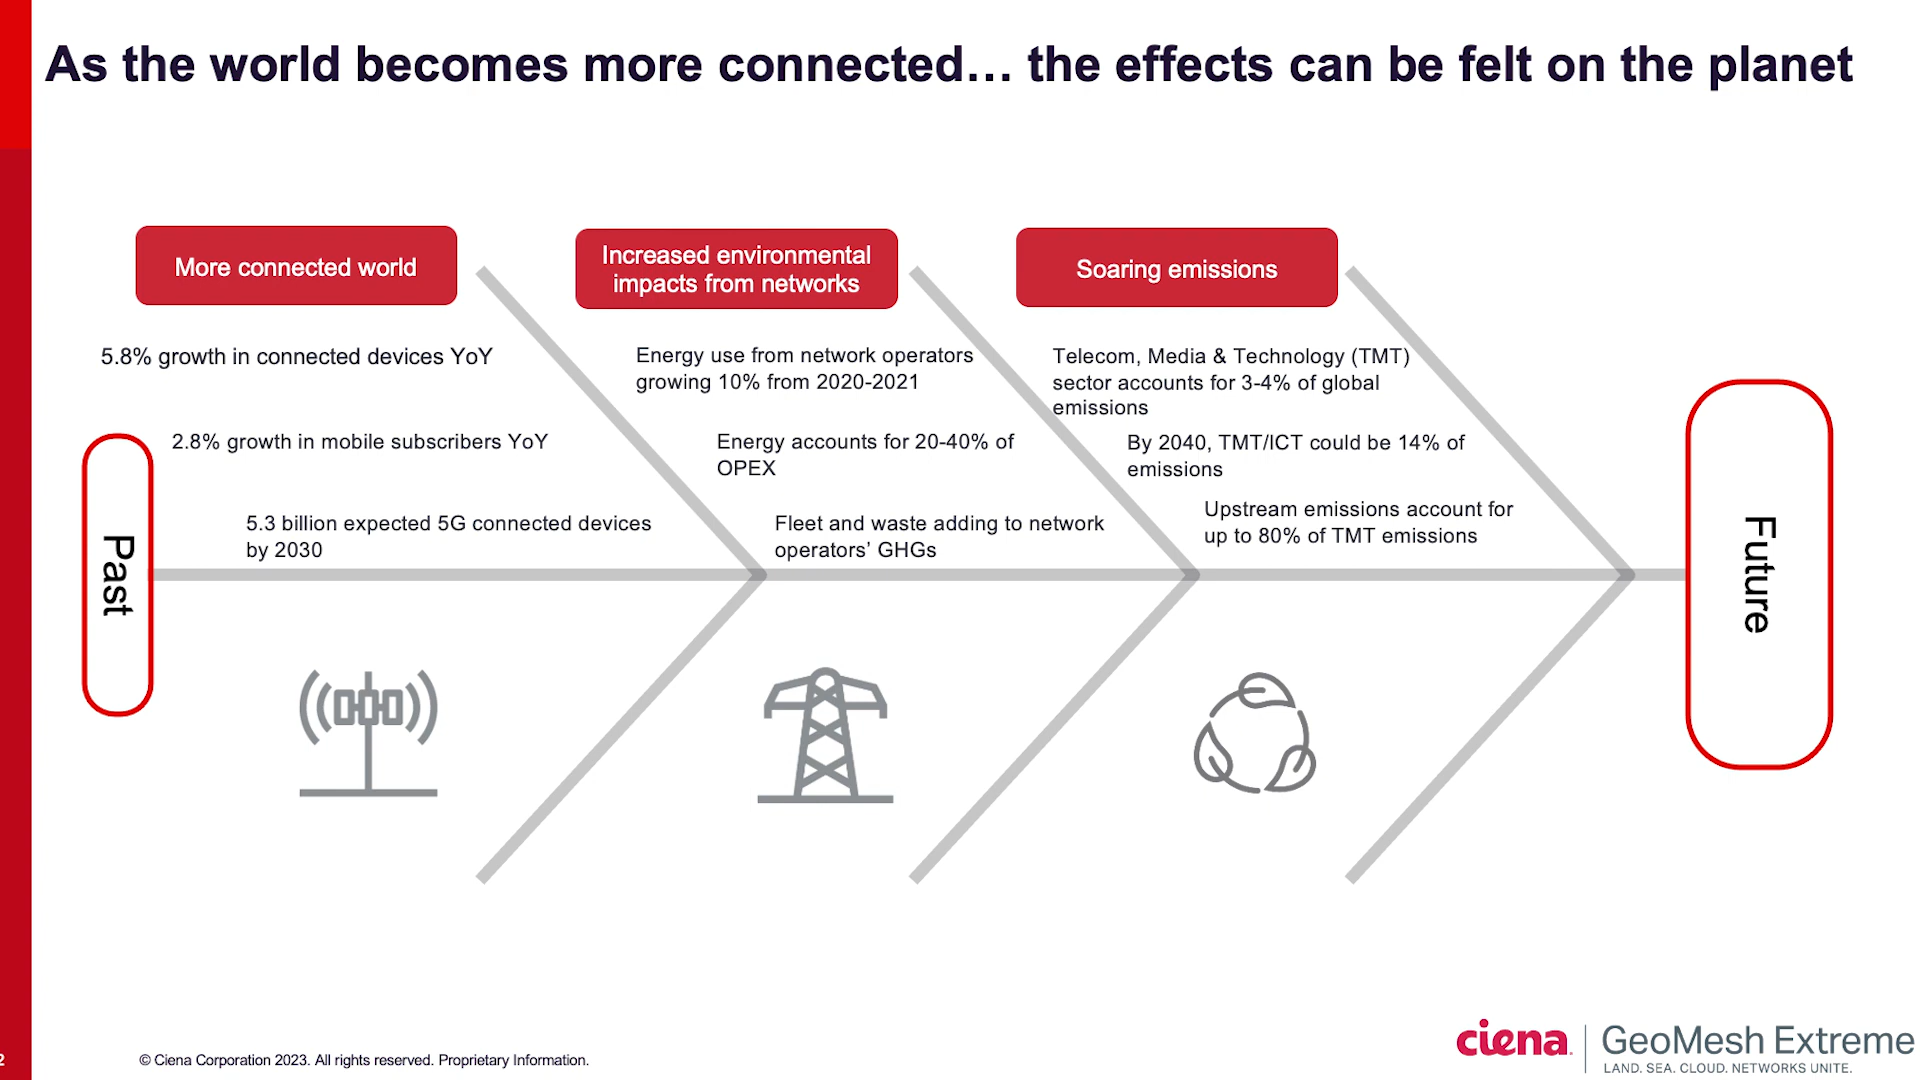 As the world becomes more connected… the effects can be felt on the planet
More connected world
5.8% growth in connected devices YoY
2.8% growth in mobile subscribers YoY
5.3 billion expected 5G connected devices
by 2030
Increased environmental
impacts from networks
Energy use from network operators
growing 10% from 2020-2021
Energy accounts for 20-40% of
OPEX
Fleet and waste adding to network
operators’ GHGs
Soaring emissions
Telecom, Media & Technology (TMT)
sector accounts for 3-4% of global
emissions
By 2040, TMT/ICT could be 14% of
emissions
Upstream emissions account for
up to 80% of TMT emissions
Past
Future
2
© Ciena Corporation 2023. All rights reserved. Proprietary Information.
ciena
GeoMesh Extreme
LAND. SEA. CLOUD. NETWORKS UNITE.